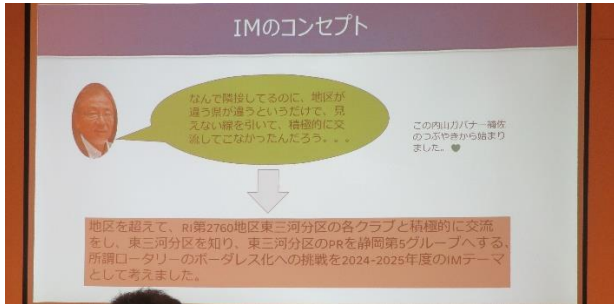 IMのコンセプト
なんで隣接してるのに、地区が
違う県が違うというだけで、見
えない線を引いて、積極的に交
流してこなかったんだろう。。。
この内山ガバナー補佐
のつぶやきから始まり
ました。
地区を超えて、RI第2760地区東三河分区の各クラブと積極的に交流
をし、東三河分区を知り、東三河分区のPRを静岡第5グループへする、
所謂ロータリーのボーダレス化への挑戦を2024-2025年度のIMテーマ
として考えました。